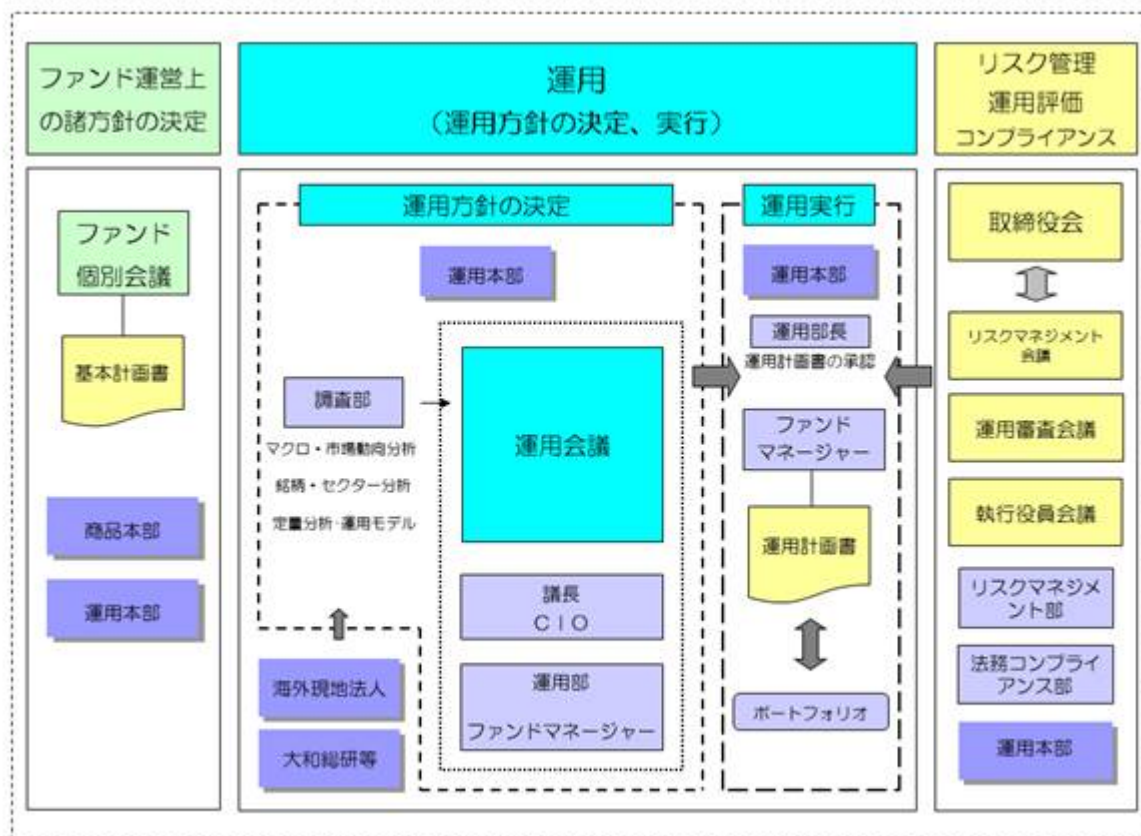 ファンド運営上
の諸方針の決定
運用
（運用方針の決定、実行）
リスク管理
運用評価
コンプライアンス
ファンド
個別会議
基本計画書
商品本部
運用本部
運用方針の決定
運用本部
調査部
マクロ・市場動向分析
銘柄・セクター分析
定量分析・運用モデル
運用会議
議長
CIO
運用部
ファンドマネージャー
海外現地法人
大和総研等
運用実行
運用本部
運用部長
運用計画書の承認
ファンド
マネージャー
運用計画書
ポートフォリオ
取締役会
リスクマネジメント
会議
運用審査会議
執行役員会議
リスクマネジメ
ント部
法務コンプライ
アンス部
運用本部